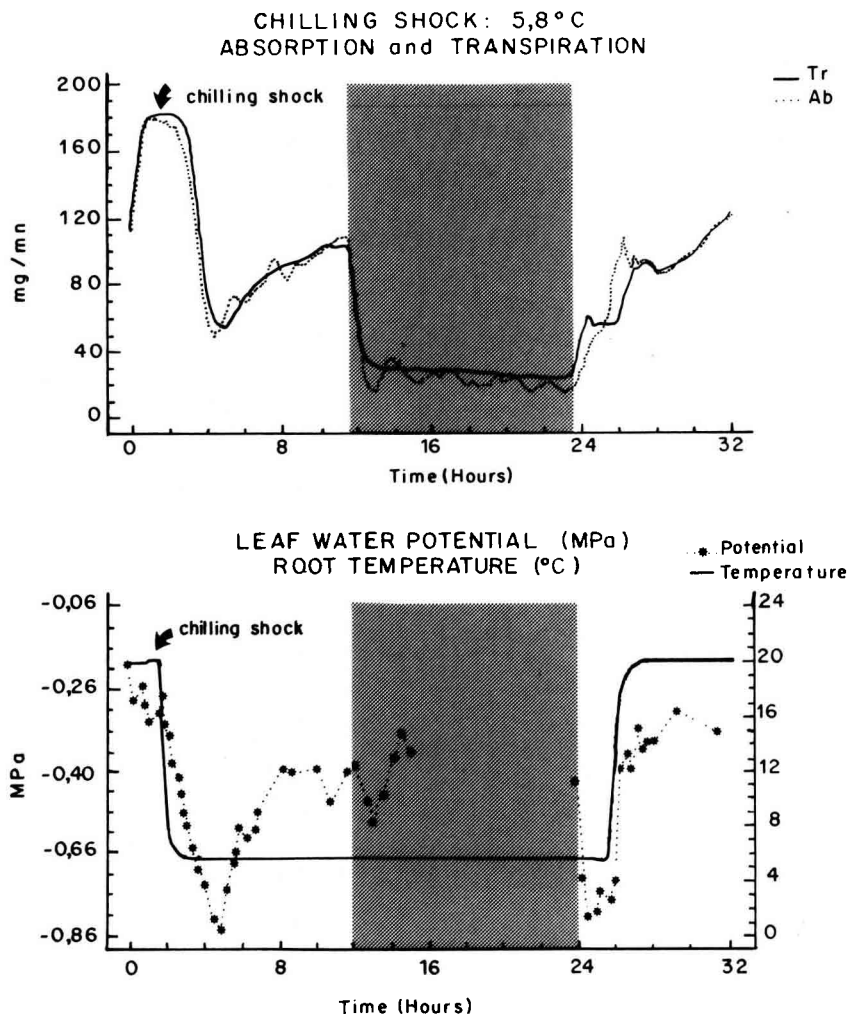 CHILLING SHOCK: 5,8°C
ABSORPTION and TRANSPIRATION
Tr
Ab
chilling shock
200
160
120
80
40
0
mg/mn
0 8 16 24 32
Time (Hours)
LEAF WATER POTENTIAL (MPa)
ROOT TEMPERATURE (°C)
Potential
Temperature
chilling shock
-0,06
-0,26
-0,40
-0,66
-0,86
MPa
24
20
16
12
8
4
0
0 8 16 24 32
Time (Hours)